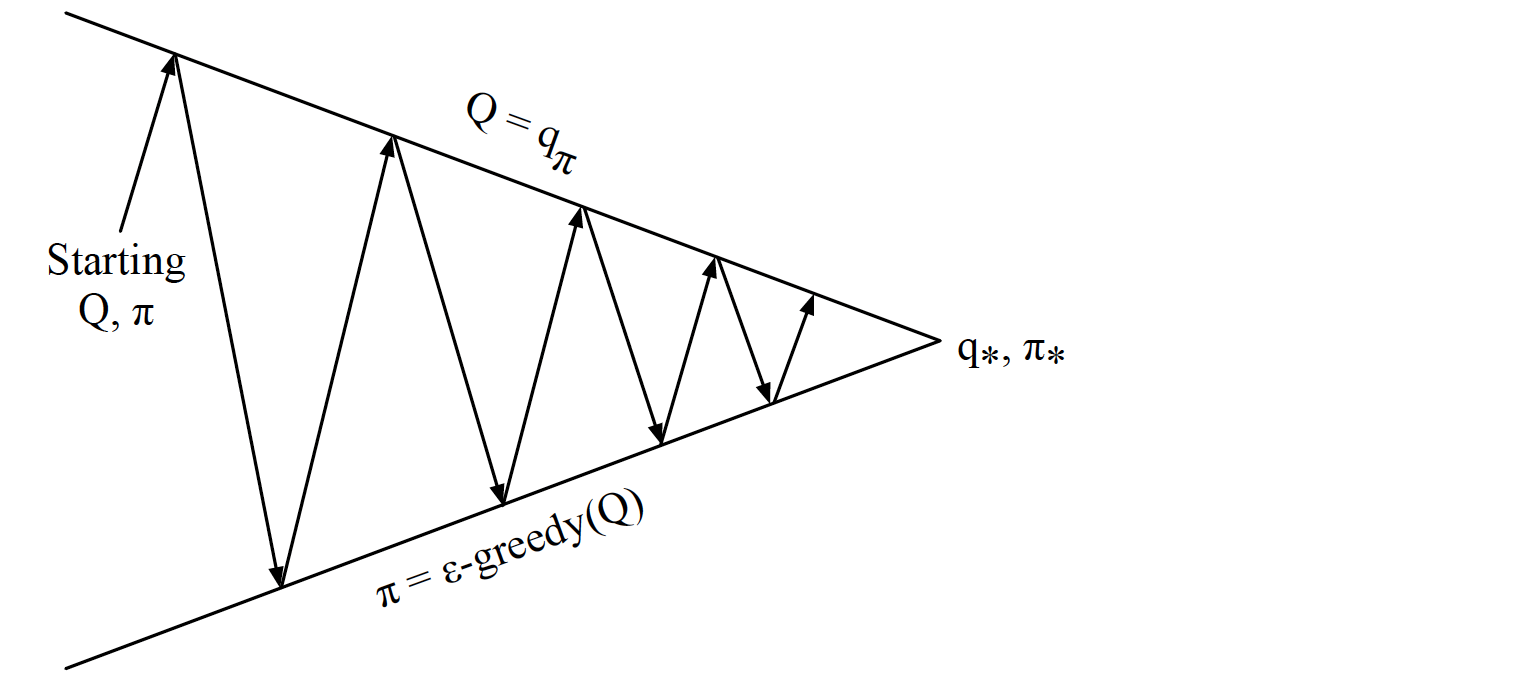 Q = qπ
Starting
Q, π
q*, π*
π = ε-greedy(Q)